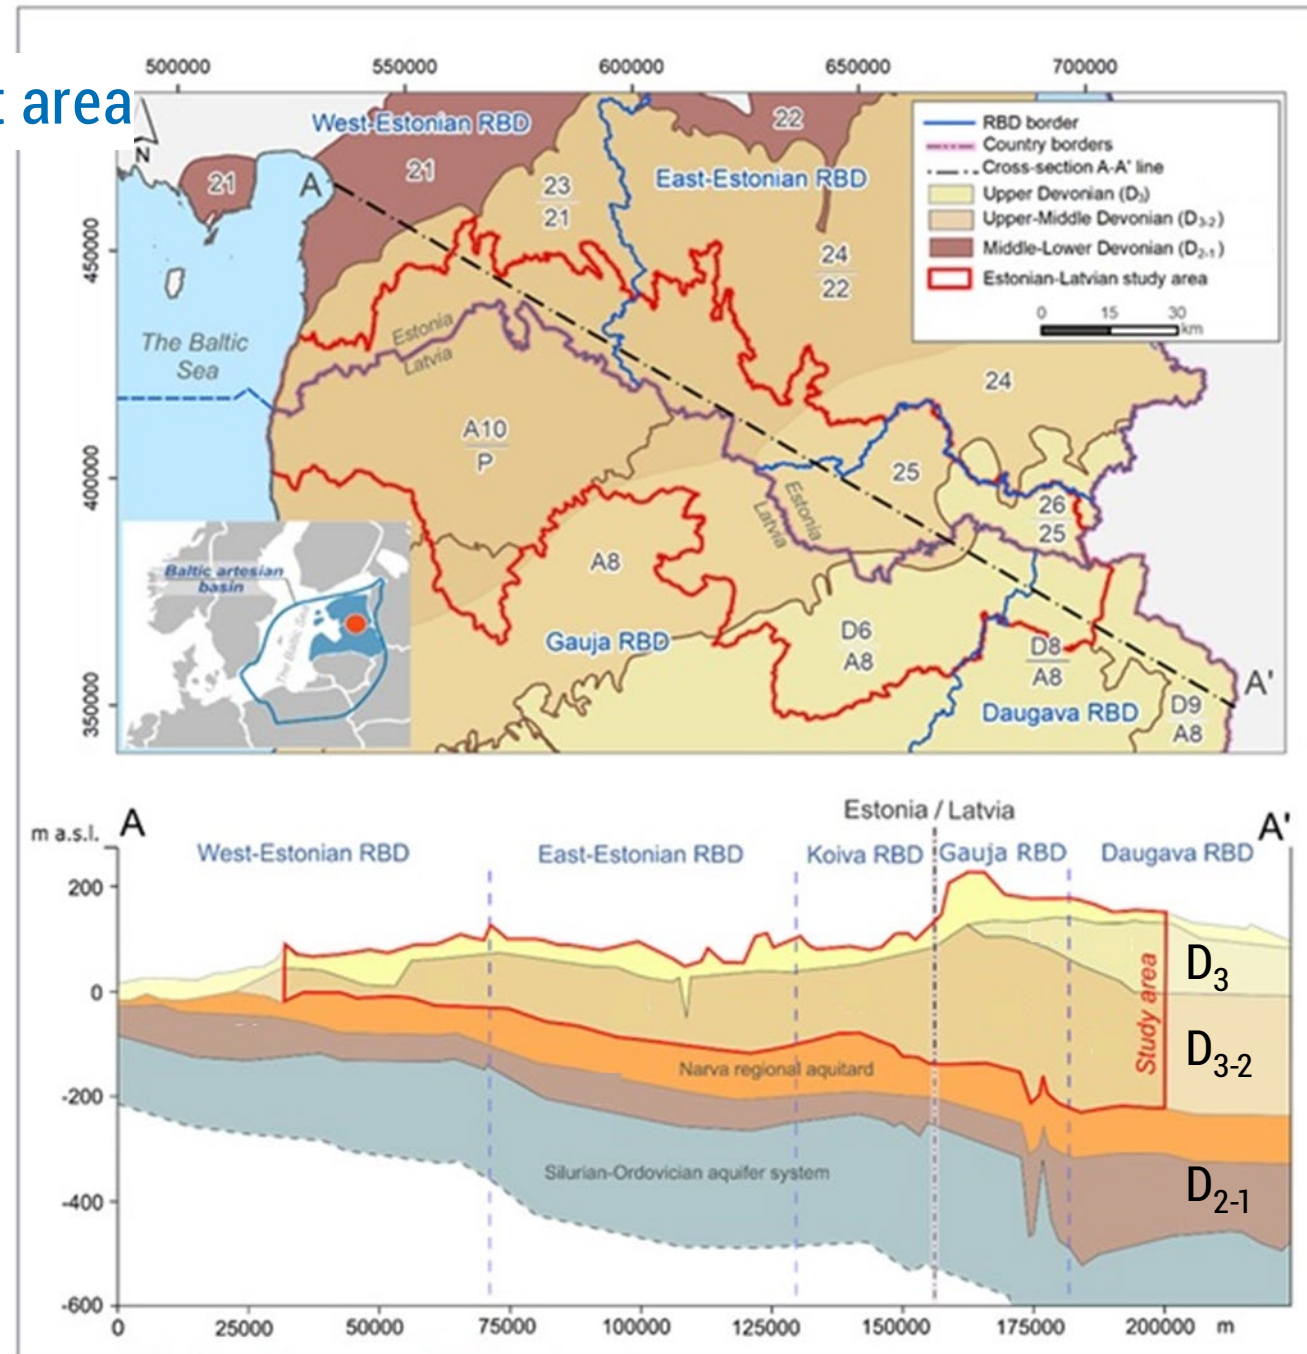 t area
500000 550000 600000 650000 700000
450000
400000
350000
N
West-Estonian RBD
East-Estonian RBD
22
21
21
A
23
21
24
22
RBD border
Country borders
Cross-section A-A' line
Upper Devonian (D3)
Upper-Middle Devonian (D3-2)
Middle-Lower Devonian (D2-1)
Estonian-Latvian study area
0 15 30
km
The Baltic
Sea
Estonia
Latvia
24
A10
P
25
Estonia
Latvia
26
25
A8
Baltic artesian
basin
The Baltic Sea
Gauja RBD
D6
A8
D8
A8
Daugava RBD
D9
A8
A'
Estonia / Latvia
m a.s.l.
A
A'
West-Estonian RBD
East-Estonian RBD
Koiva RBD
Gauja RBD
Daugava RBD
200
0
-200
-400
-600
Study area
D3
D3-2
Narva regional aquitard
Silurian-Ordovician aquifer system
D2-1
0 25000 50000 75000 100000 125000 150000 175000 200000 m